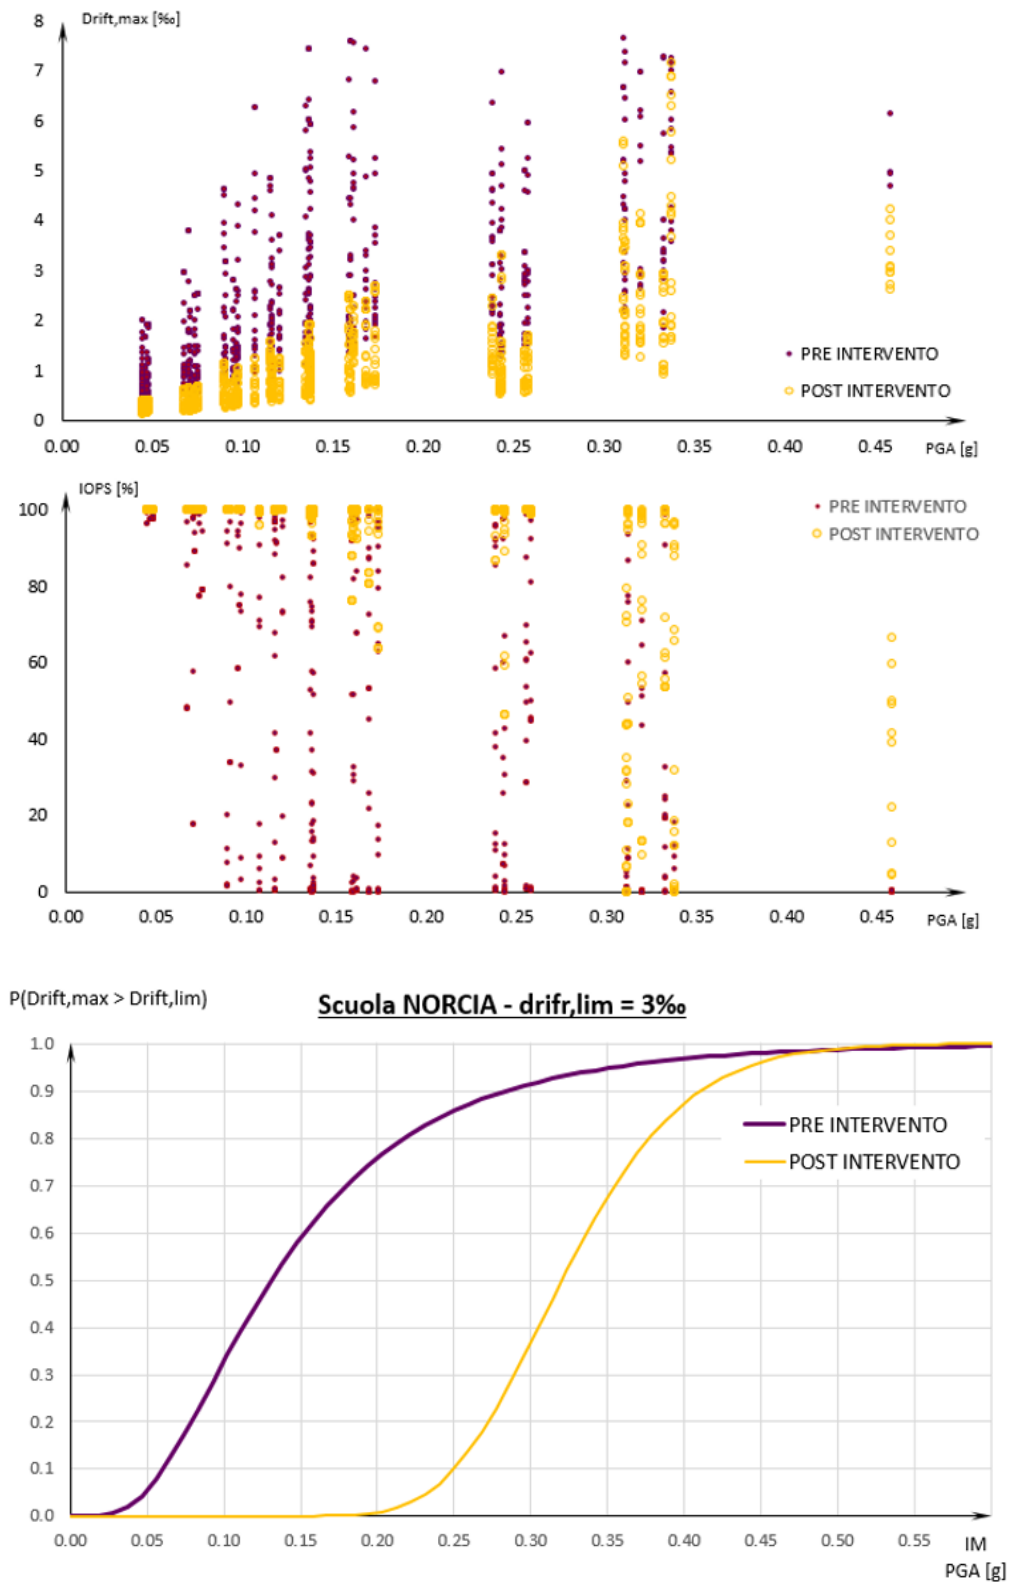 Drift,max [‰]
8
7
6
5
4
3
2
1
0
PRE INTERVENTO
POST INTERVENTO
0.00 0.05 0.10 0.15 0.20 0.25 0.30 0.35 0.40 0.45 PGA [g]
IOPS [%]
100
80
60
40
20
0
PRE INTERVENTO
POST INTERVENTO
0.00 0.05 0.10 0.15 0.20 0.25 0.30 0.35 0.40 0.45 PGA [g]
P(Drift,max > Drift,lim)
Scuola NORCIA - drifr,lim = 3‰
1.0
0.9
0.8
0.7
0.6
0.5
0.4
0.3
0.2
0.1
0.0
PRE INTERVENTO
POST INTERVENTO
0.00 0.05 0.10 0.15 0.20 0.25 0.30 0.35 0.40 0.45 0.50 0.55 IM
PGA [g]